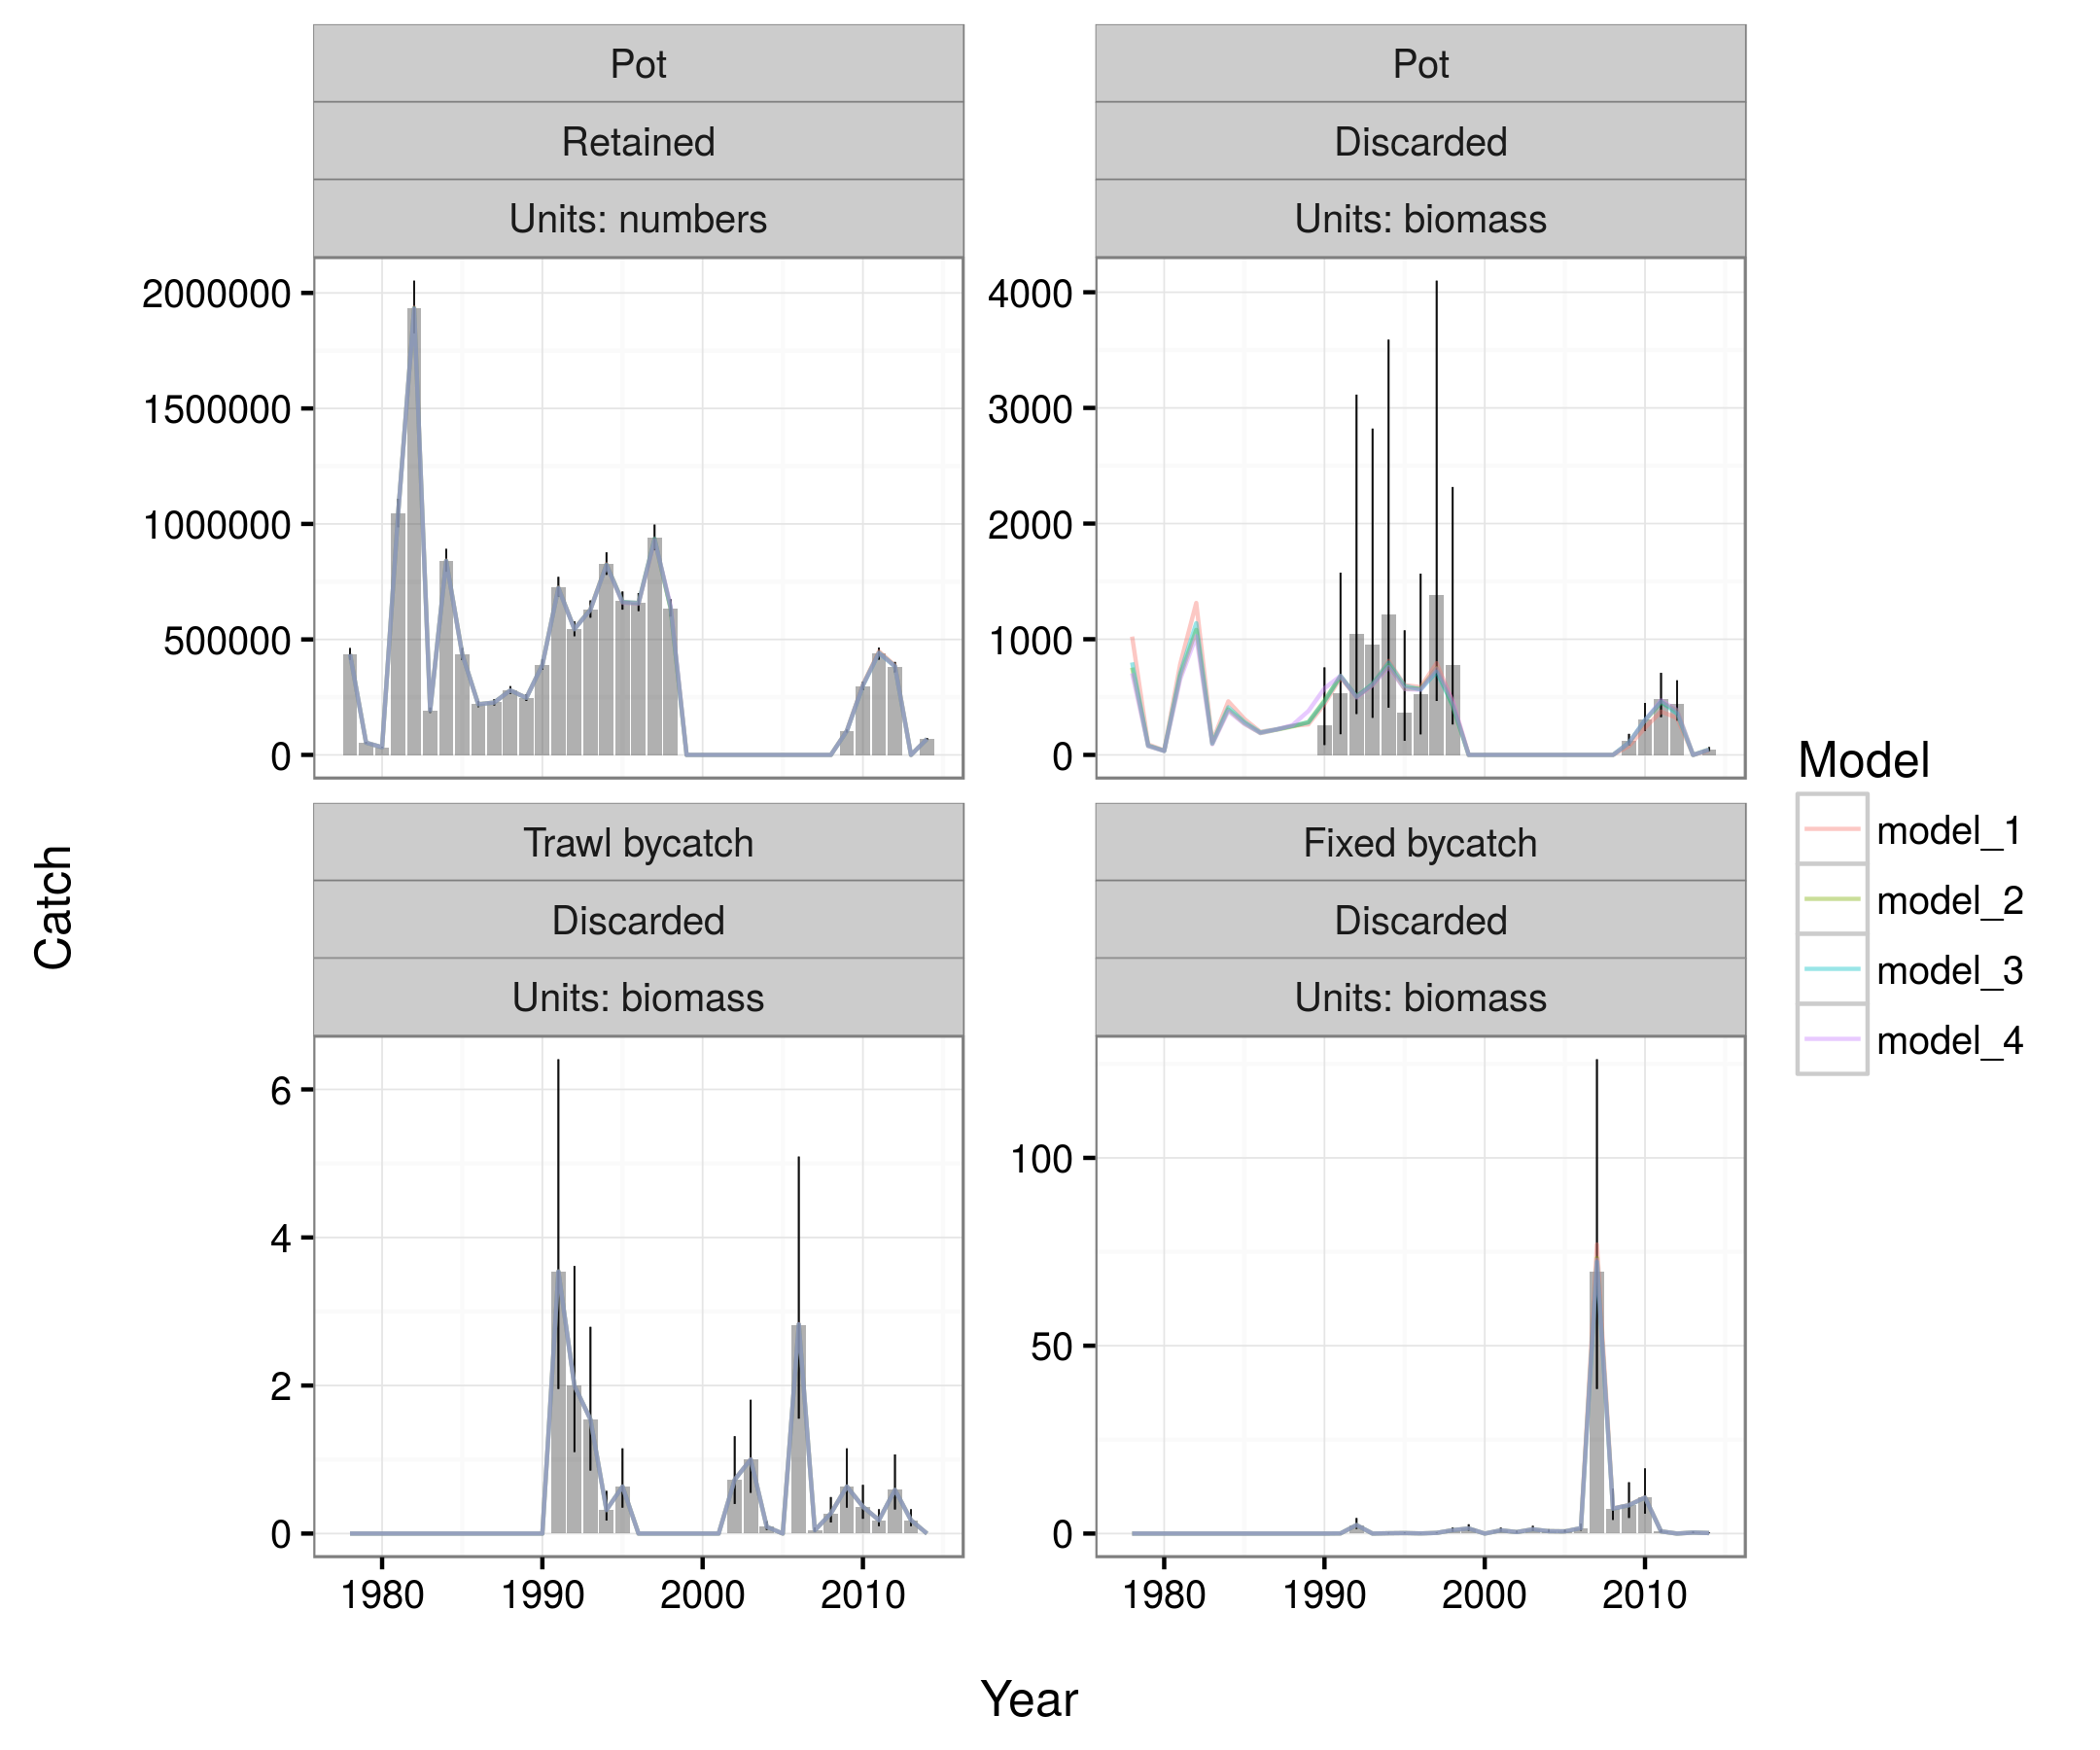 Pot
Retained
Units: numbers
Pot
Discarded
Units: biomass
2000000
1500000
1000000
500000
0
4000
3000
2000
1000
0
Trawl bycatch
Discarded
Units: biomass
Fixed bycatch
Discarded
Units: biomass
6
4
2
0
100
50
0
1980 1990 2000 2010
1980 1990 2000 2010
Catch
Year
Model
model_1
model_2
model_3
model_4